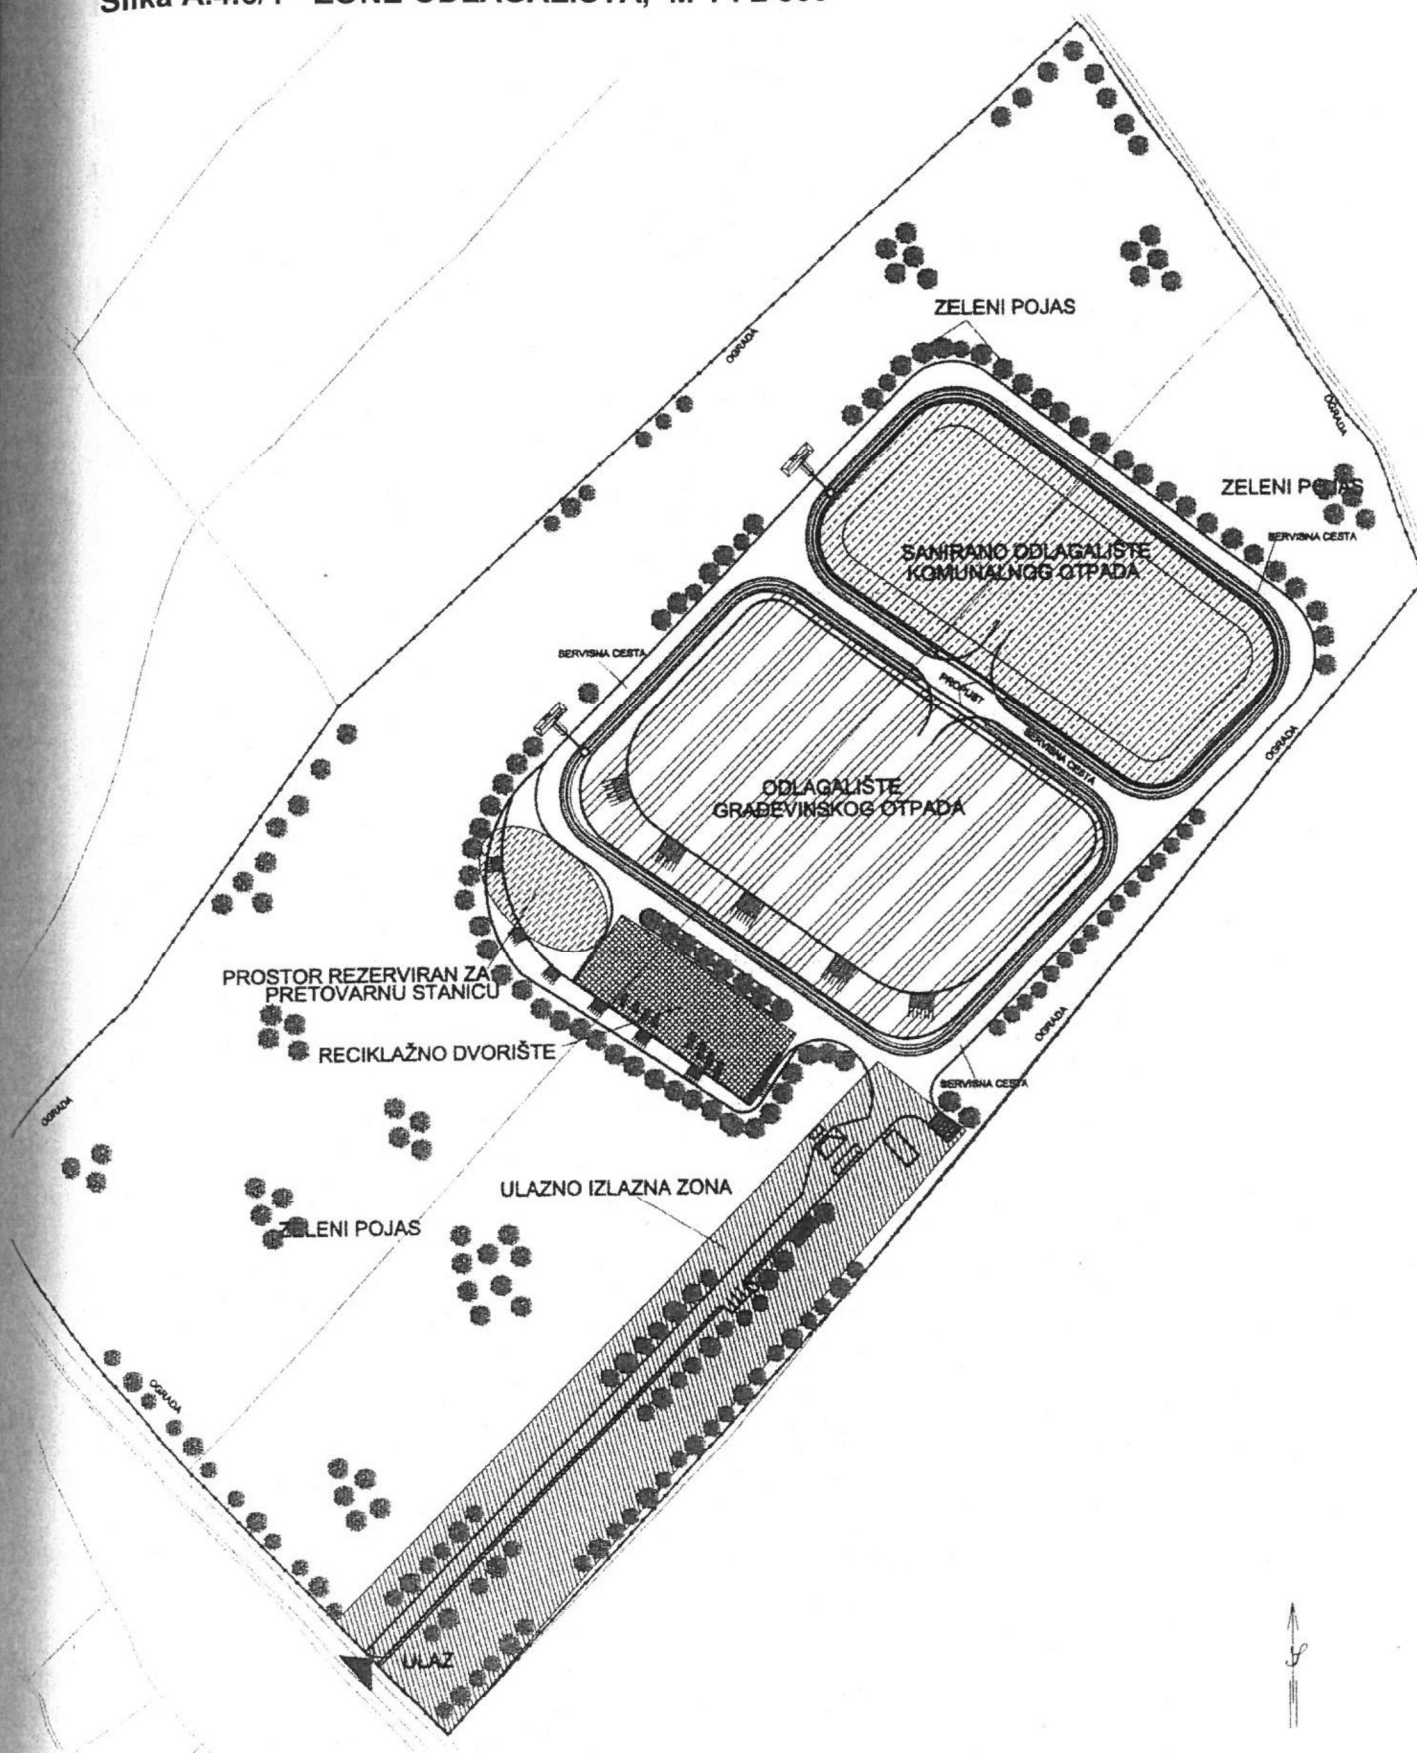 ZELENI POJAS
OGRADA
OGRADA
ZELENI POJAS
SERVISNA CESTA
SANIRANO ODLAGALIŠTE
KOMUNALNOG OTPADA
SERVISNA CESTA
PROPUST
SERVISNA CESTA
OGRADA
ODLAGALIŠTE
GRAĐEVINSKOG OTPADA
PROSTOR REZERVIRAN ZA
PRETOVARNU STANICU
OGRADA
RECIKLAŽNO DVORIŠTE
SERVISNA CESTA
OGRADA
ULAZNO IZLAZNA ZONA
ZELENI POJAS
OGRADA
ULAZ